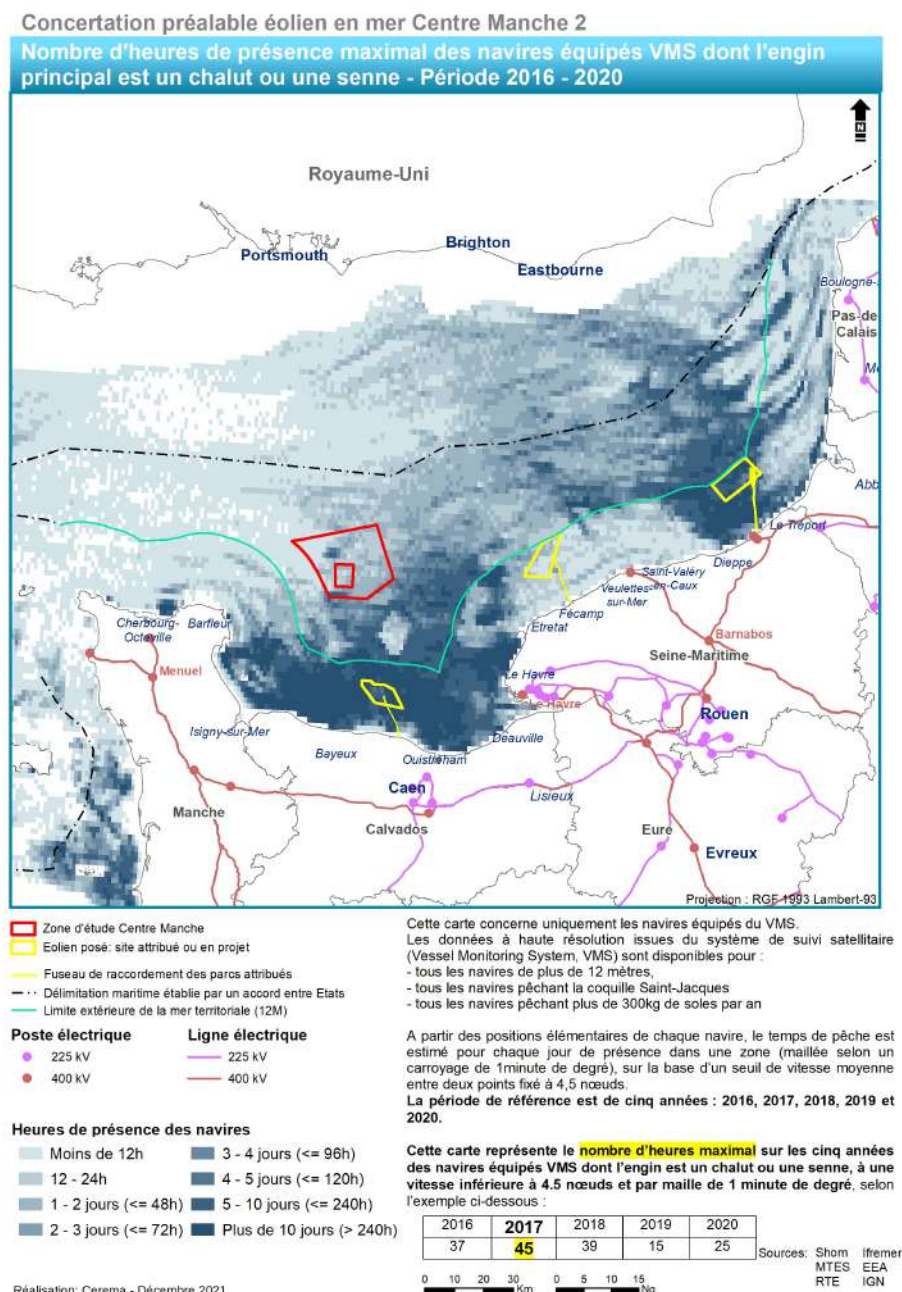 Concertation préalable éolien en mer Centre Manche 2
Nombre d'heures de présence maximal des navires équipés VMS dont l'engin
principal est un chalut ou une senne - Période 2016 - 2020
N
Royaume-Uni
Portsmouth
Brighton
Eastbourne
Boulogne-
Pas-de
Calais
Abb
Le Tréport
Dieppe
Saint-Valéry
-en-Caux
Veulettes-
sur-Mer
Fécamp
Etretat
Cherbourg-
Octeville
Barfleur
Barnabos
Seine-Maritime
Menuel
Le Havre
Le Havre
Rouen
Isigny-sur-Mer
Deauville
Bayeux
Ouistreham
Caen
Lisieux
Manche
Calvados
Eure
Evreux
Projection : RGF 1993 Lambert-93
Zone d'étude Centre Manche
Eolien posé: site attribué ou en projet
Fuseau de raccordement des parcs attribués
Délimitation maritime établie par un accord entre Etats
Limite extérieure de la mer territoriale (12M)
Poste électrique
Ligne électrique
225 kV
225 kV
400 kV
400 kV
Heures de présence des navires
Moins de 12h
3 - 4 jours (<= 96h)
12 - 24h
4 - 5 jours (<= 120h)
1 - 2 jours (<= 48h)
5 - 10 jours (<= 240h)
2 - 3 jours (<= 72h)
Plus de 10 jours (> 240h)
Réalisation: Cerema - Décembre 2021
Cette carte concerne uniquement les navires équipés du VMS.
Les données à haute résolution issues du système de suivi satellitaire
(Vessel Monitoring System, VMS) sont disponibles pour :
- tous les navires de plus de 12 mètres,
- tous les navires pêchant la coquille Saint-Jacques
- tous les navires pêchant plus de 300kg de soles par an
A partir des positions élémentaires de chaque navire, le temps de pêche est
estimé pour chaque jour de présence dans une zone (maillée selon un
carroyage de 1minute de degré), sur la base d'un seuil de vitesse moyenne
entre deux points fixé à 4,5 nœuds.
La période de référence est de cinq années : 2016, 2017, 2018, 2019 et
2020.
Cette carte représente le nombre d'heures maximal sur les cinq années
des navires équipés VMS dont l'engin est un chalut ou une senne, à une
vitesse inférieure à 4.5 nœuds et par maille de 1 minute de degré, selon
l'exemple ci-dessous :
2016 2017 2018 2019 2020
37 45 39 15 25
Sources: Shom Ifremer
MTES EEA
RTE IGN
0 10 20 30 Km
0 5 10 15 Nq